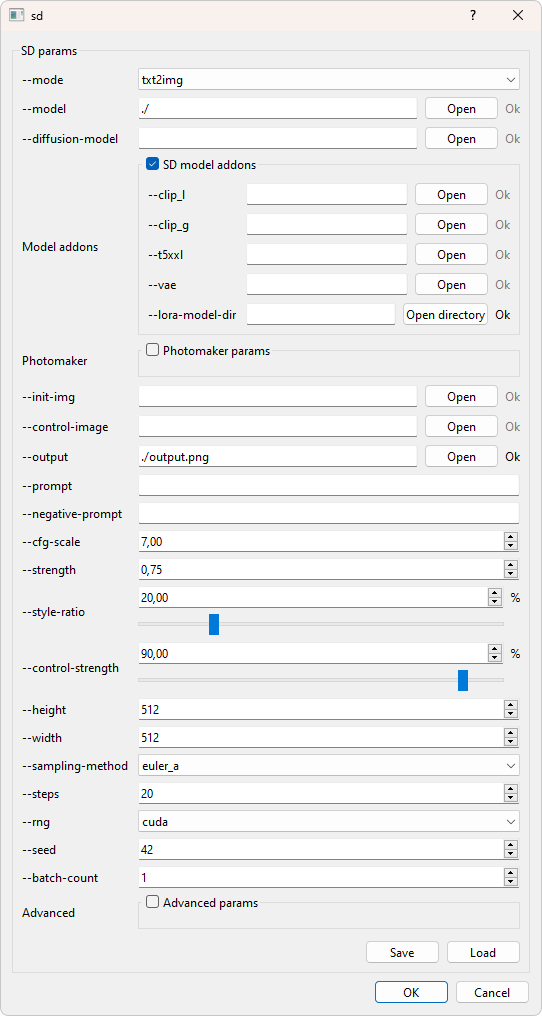 sd ?
SD params
--mode txt2img
--model ./ Open Ok
--diffusion-model Open Ok
SD model addons
--clip_l Open Ok
--clip_g Open Ok
Model addons
--t5xxl Open Ok
--vae Open Ok
--lora-model-dir Open directory Ok
Photomaker params
Photomaker
--init-img Open Ok
--control-image Open Ok
--output ./output.png Open Ok
--prompt
--negative-prompt
--cfg-scale 7,00
--strength 0,75
20,00 %
--style-ratio
90,00 %
--control-strength
--height 512
--width 512
--sampling-method euler_a
--steps 20
--rng cuda
--seed 42
--batch-count 1
Advanced params
Advanced
Save Load
OK Cancel